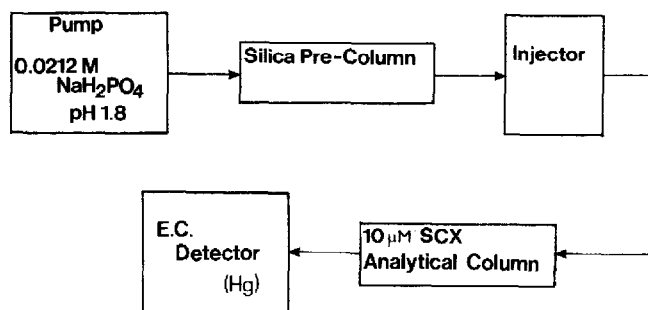 Pump
0.0212 M
NaH₂PO₄
pH 1.8
Silica Pre-Column
Injector
E.C.
Detector
(Hg)
10 μM SCX
Analytical Column